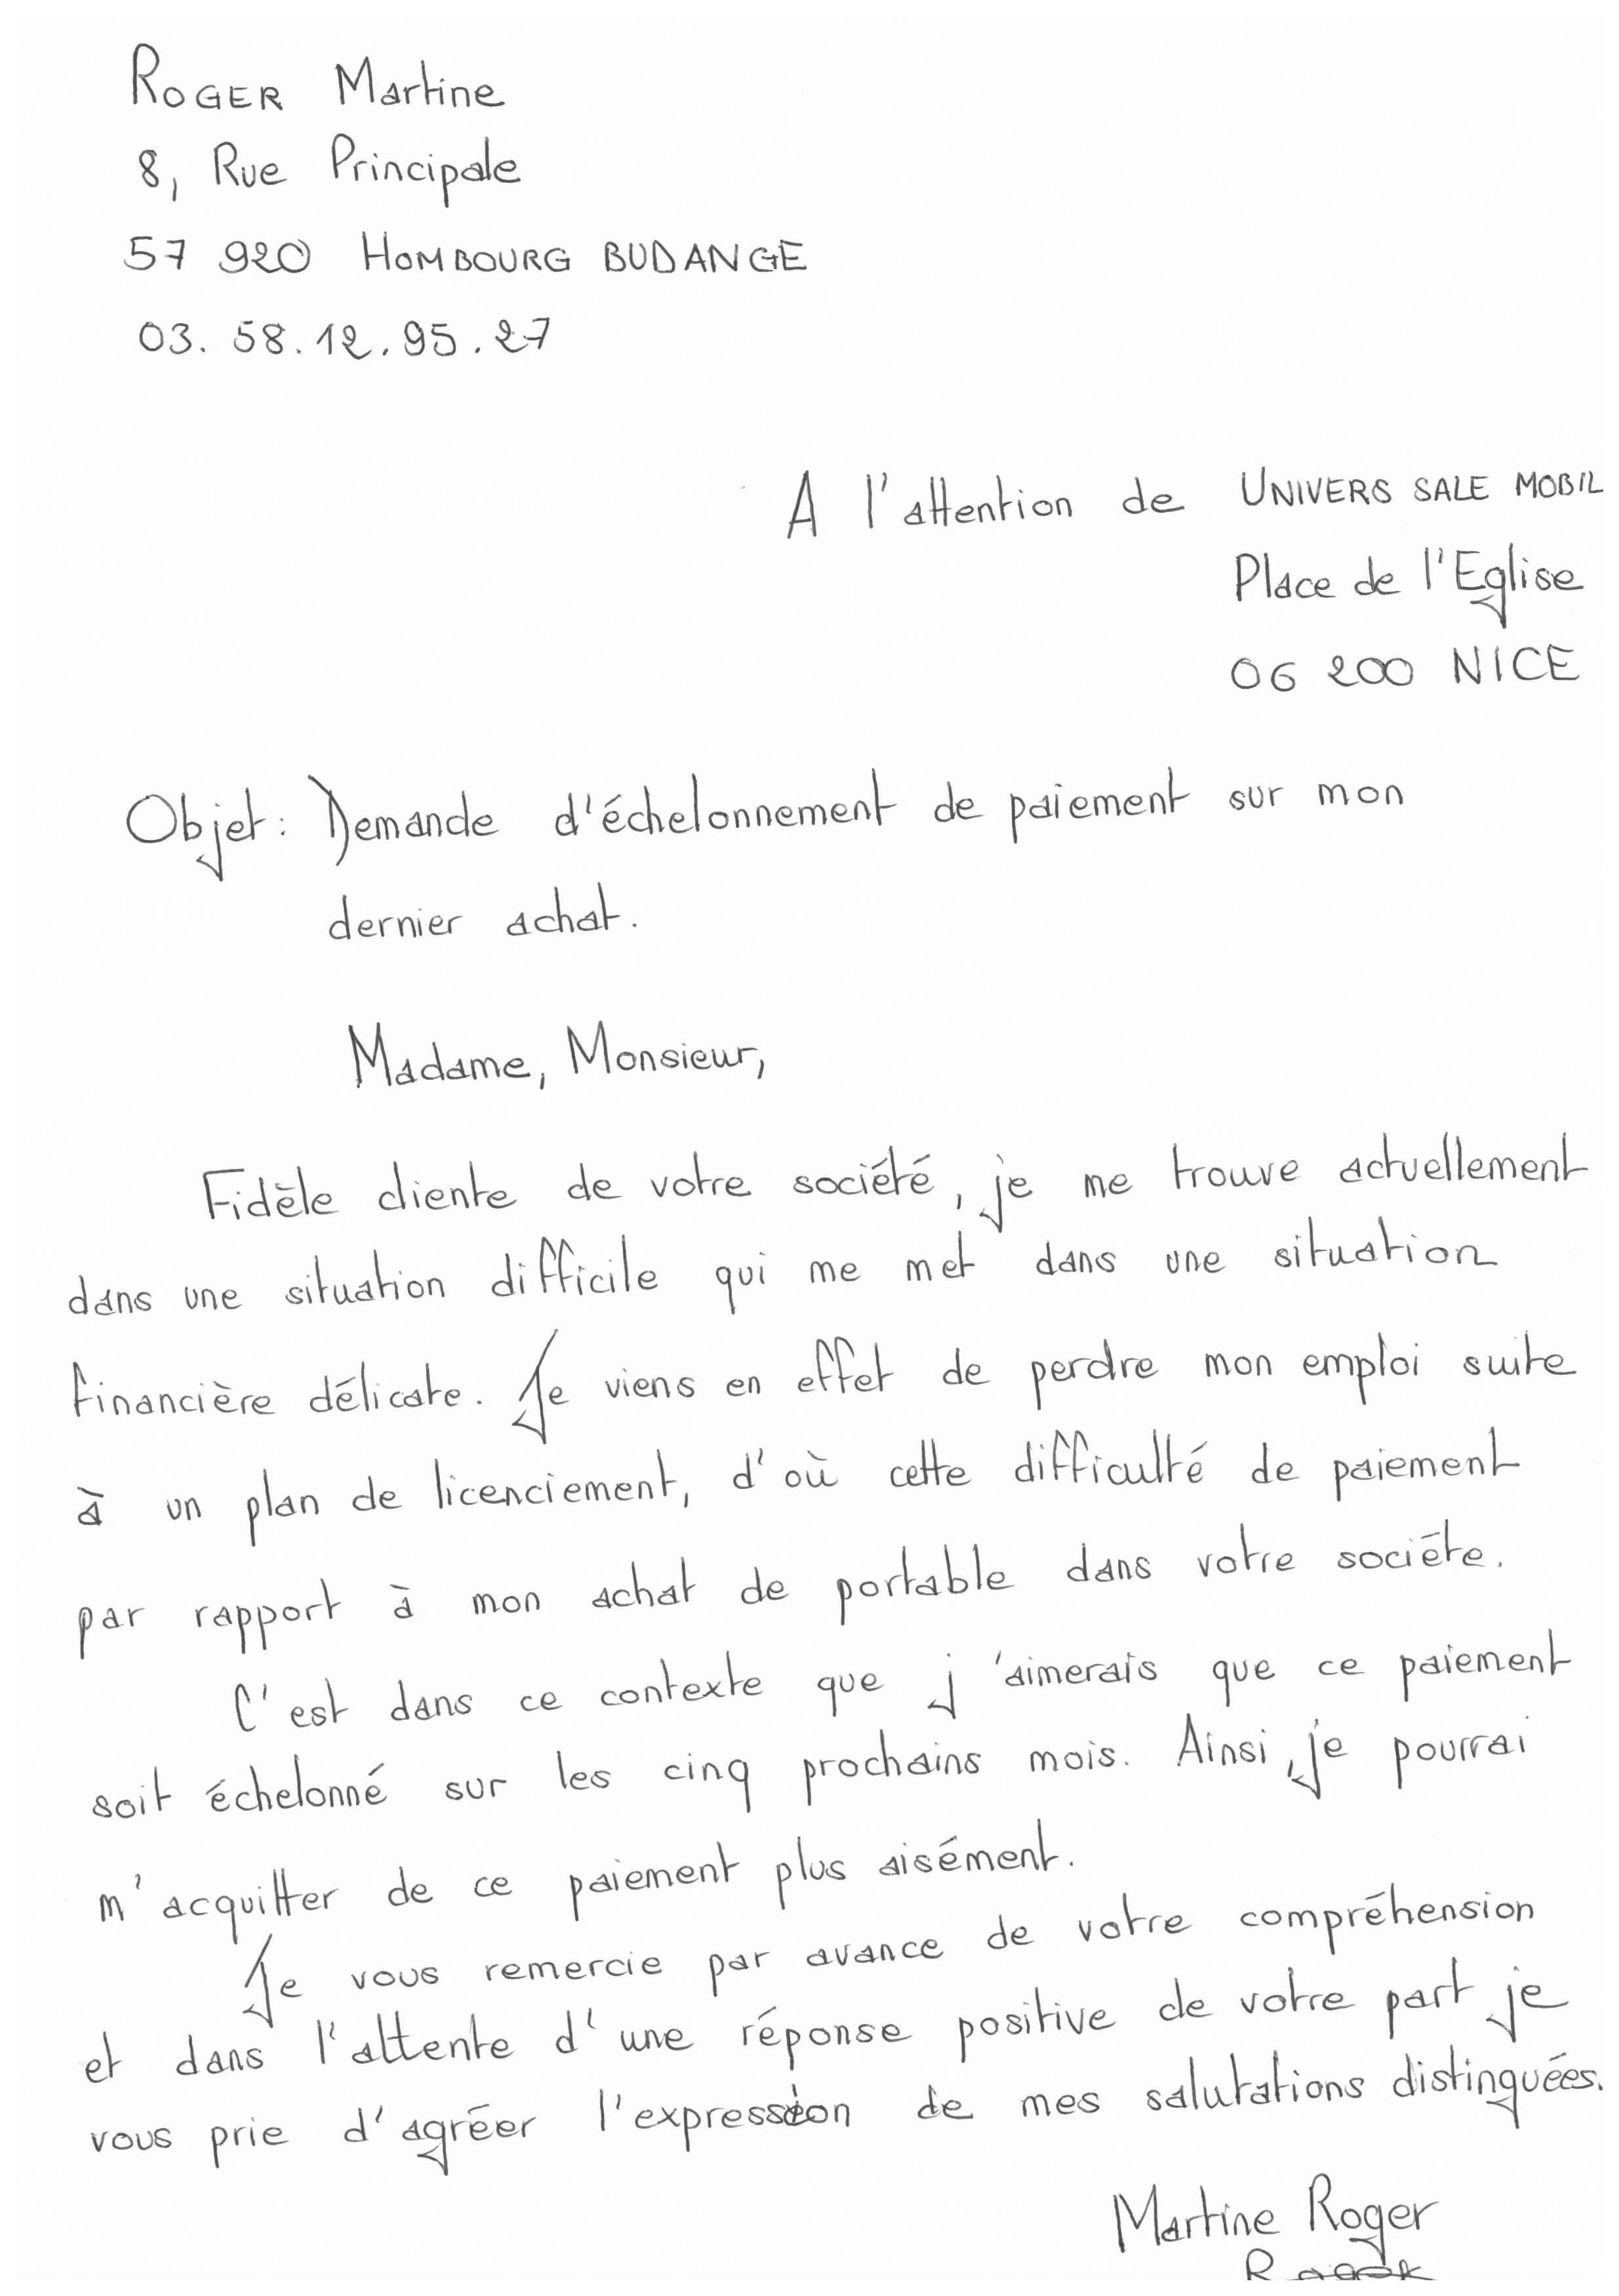 ROGER Martine
8, Rue Principale
57 920 HOMBOURG BUDANGE
03. 58. 12. 95. 27
A l'attention de UNIVERS SALE MOBIL
Place de l'Eglise
06 200 NICE
Objet : Demande d'échelonnement de paiement sur mon
dernier achat.
Madame, Monsieur,
Fidèle cliente de votre société, je me trouve actuellement
dans une situation difficile qui me met dans une situation
financière délicate. Je viens en effet de perdre mon emploi suite
à un plan de licenciement, d'où cette difficulté de paiement
par rapport à mon achat de portable dans votre société.
C'est dans ce contexte que j'aimerais que ce paiement
soit échelonné sur les cinq prochains mois. Ainsi, je pourrai
m'acquitter de ce paiement plus aisément.
Je vous remercie par avance de votre compréhension
et dans l'attente d'une réponse positive de votre part je
vous prie d'agréer l'expression de mes salutations distinguées.
Martine Roger